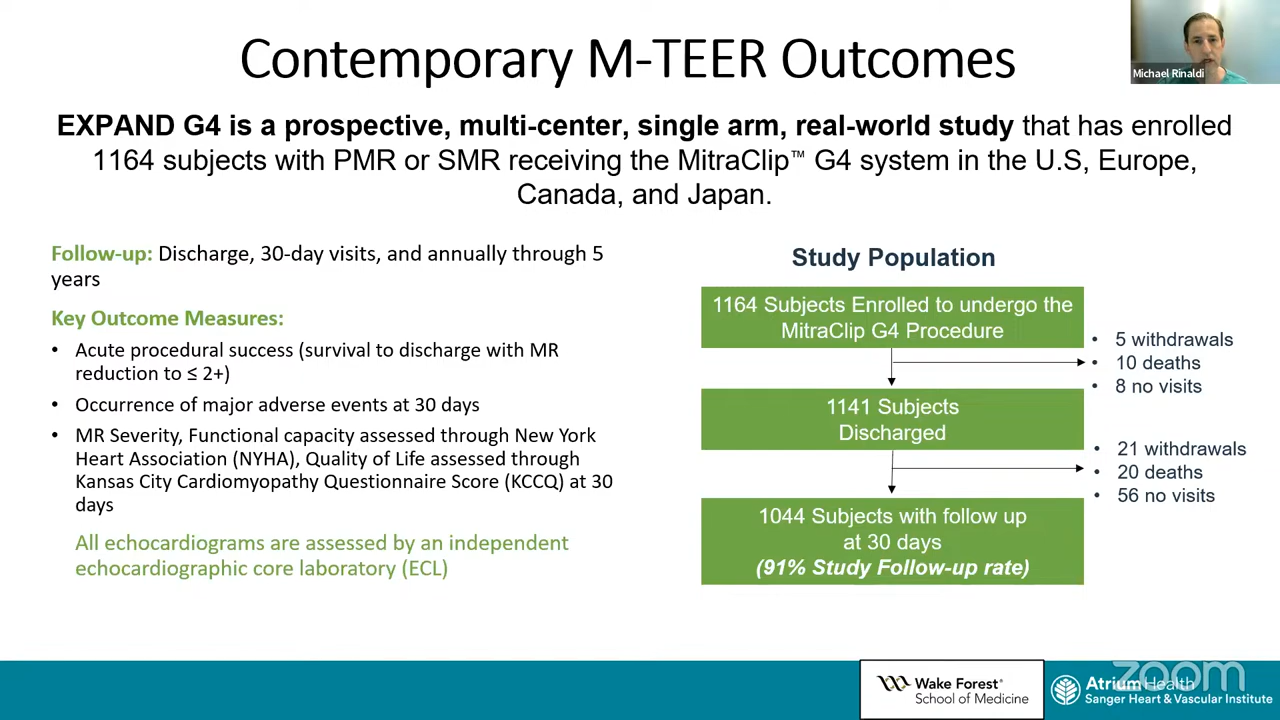 Contemporary M-TEER Outcomes
Michael Rinaldi
EXPAND G4 is a prospective, multi-center, single arm, real-world study that has enrolled
1164 subjects with PMR or SMR receiving the MitraClip™ G4 system in the U.S, Europe,
Canada, and Japan.
Follow-up: Discharge, 30-day visits, and annually through 5
years
Key Outcome Measures:
• Acute procedural success (survival to discharge with MR
reduction to ≤ 2+)
• Occurrence of major adverse events at 30 days
• MR Severity, Functional capacity assessed through New York
Heart Association (NYHA), Quality of Life assessed through
Kansas City Cardiomyopathy Questionnaire Score (KCCQ) at 30
days
All echocardiograms are assessed by an independent
echocardiographic core laboratory (ECL)
Study Population
1164 Subjects Enrolled to undergo the
MitraClip G4 Procedure
• 5 withdrawals
• 10 deaths
• 8 no visits
1141 Subjects
Discharged
• 21 withdrawals
• 20 deaths
• 56 no visits
1044 Subjects with follow up
at 30 days
(91% Study Follow-up rate)
Wake Forest®
School of Medicine
Atrium Health
Sanger Heart & Vascular Institute
zoom